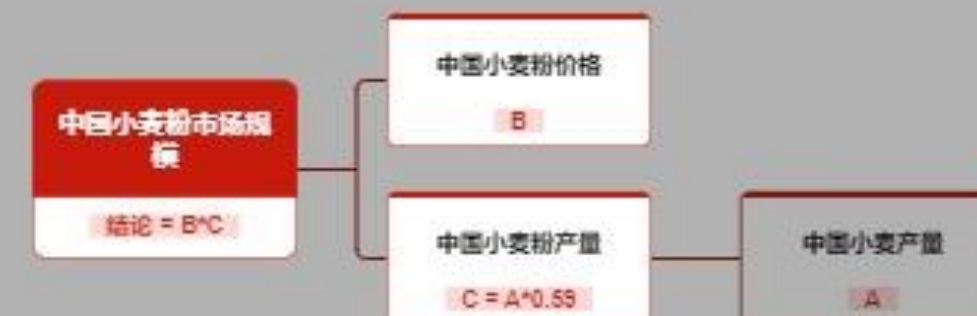 中国小麦粉价格
B
中国小麦粉市场规
模
结论 = B*C
中国小麦粉产量
C = A*0.59
中国小麦产量
A